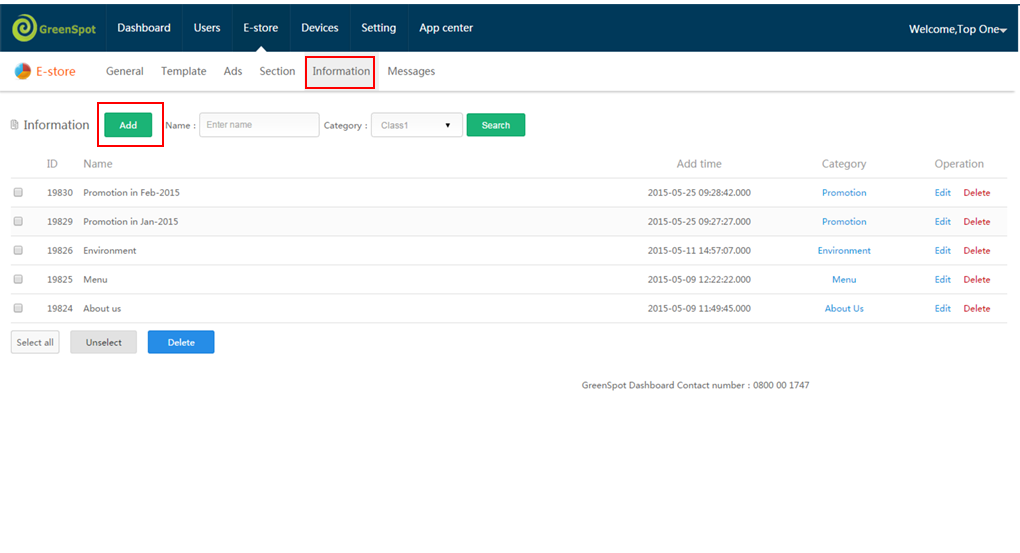 GreenSpot Dashboard Users E-store Devices Setting App center Welcome,Top One
E-store General Template Ads Section Information Messages
Information Add Name : Enter name Category : Class1 Search
ID Name Add time Category Operation
19830 Promotion in Feb-2015 2015-05-25 09:28:42.000 Promotion Edit Delete
19829 Promotion in Jan-2015 2015-05-25 09:27:27.000 Promotion Edit Delete
19826 Environment 2015-05-11 14:57:07.000 Environment Edit Delete
19825 Menu 2015-05-09 12:22:22.000 Menu Edit Delete
19824 About us 2015-05-09 11:49:45.000 About Us Edit Delete
Select all Unselect Delete
GreenSpot Dashboard Contact number : 0800 00 1747